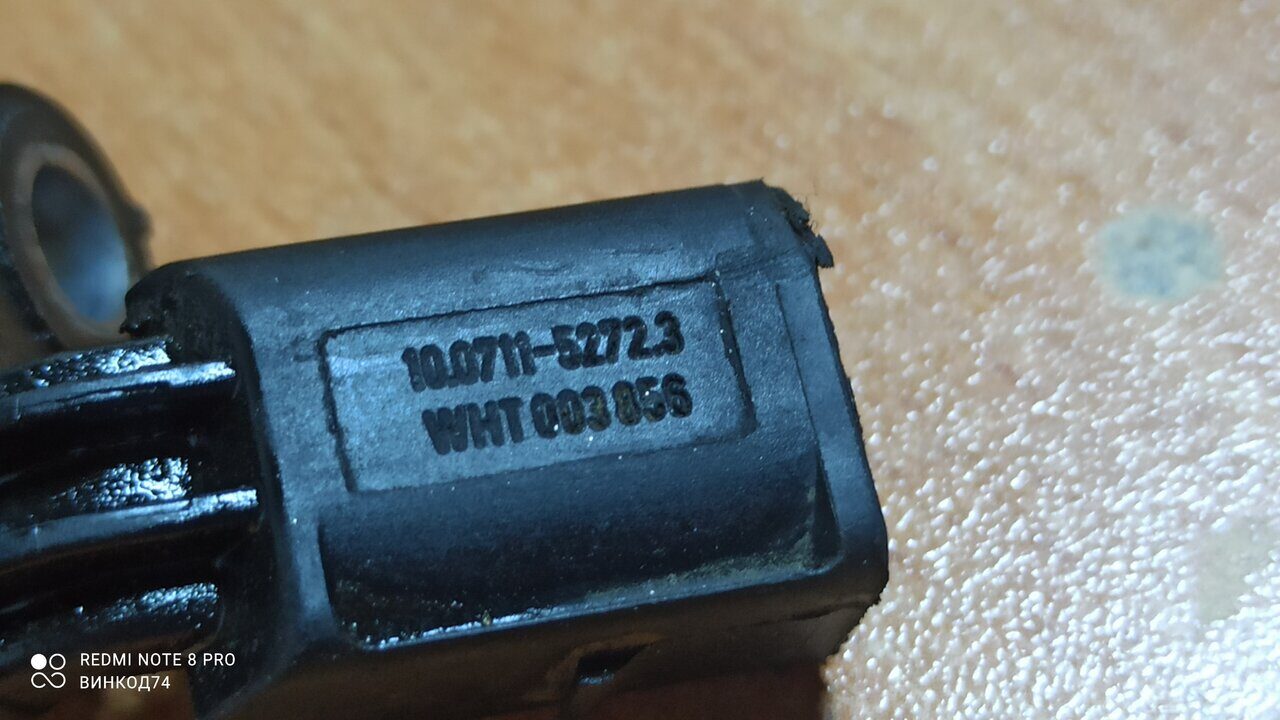 10.0711-5272.3
WHT 003 856
REDMI NOTE 8 PRO
ВИНКОД74